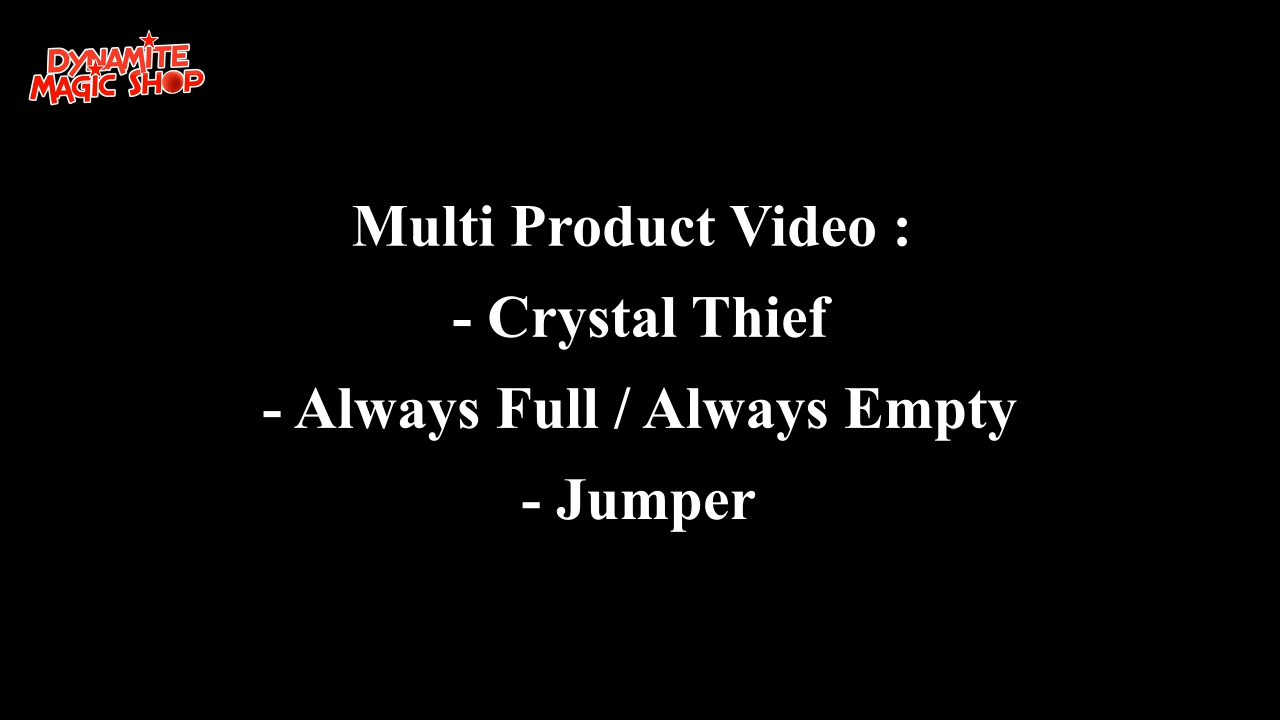 DYNAMITE
MAGIC SHOP
Multi Product Video :
- Crystal Thief
- Always Full / Always Empty
- Jumper